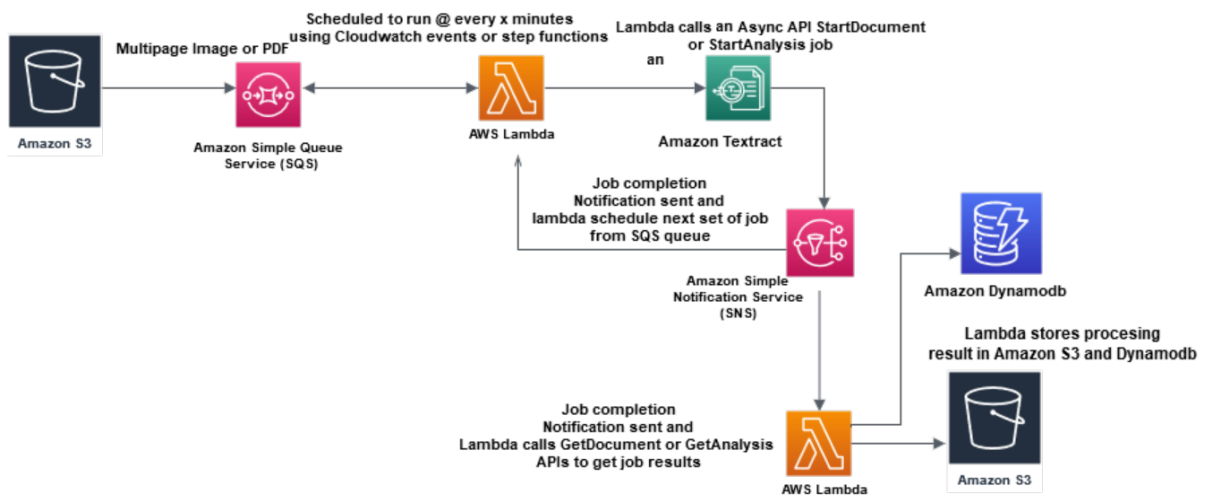 Scheduled to run @ every x minutes
using Cloudwatch events or step functions
Lambda calls an Async API StartDocument
or StartAnalysis job
an
Multipage Image or PDF
Amazon S3
Amazon Simple Queue
Service (SQS)
AWS Lambda
Amazon Textract
Job completion
Notification sent and
lambda schedule next set of job
from SQS queue
Amazon Simple
Notification Service
(SNS)
Amazon Dynamodb
Lambda stores procesing
result in Amazon S3 and Dynamodb
Job completion
Notification sent and
Lambda calls GetDocument or GetAnalysis
APIs to get job results
AWS Lambda
Amazon S3